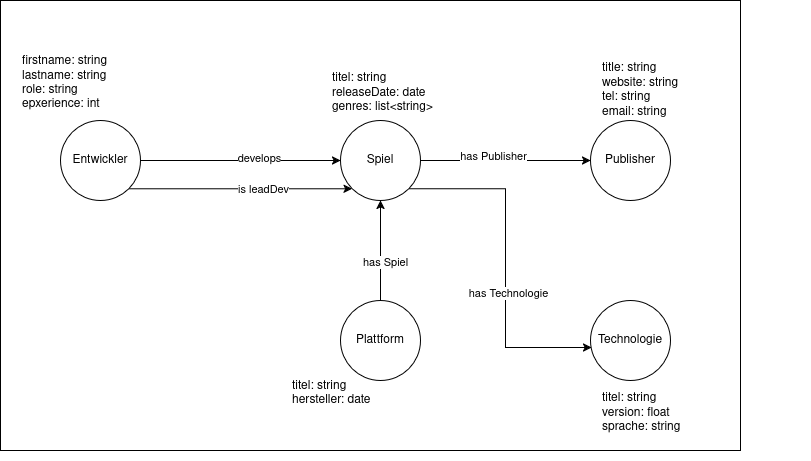 firstname: string
lastname: string
role: string
epxerience: int
titel: string
releaseDate: date
genres: list<string>
title: string
website: string
tel: string
email: string
Entwickler
develops
Spiel
has Publisher
Publisher
is leadDev
has Spiel
has Technologie
Plattform
Technologie
titel: string
hersteller: date
titel: string
version: float
sprache: string